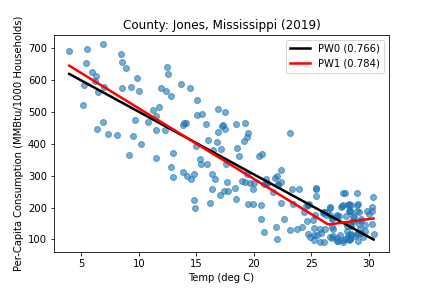 County: Jones, Mississippi (2019)
PW0 (0.766)
PW1 (0.784)
Per-Capita Consumption (MMBtu/1000 Households)
700
600
500
400
300
200
100
5
10
15
20
25
30
Temp (deg C)